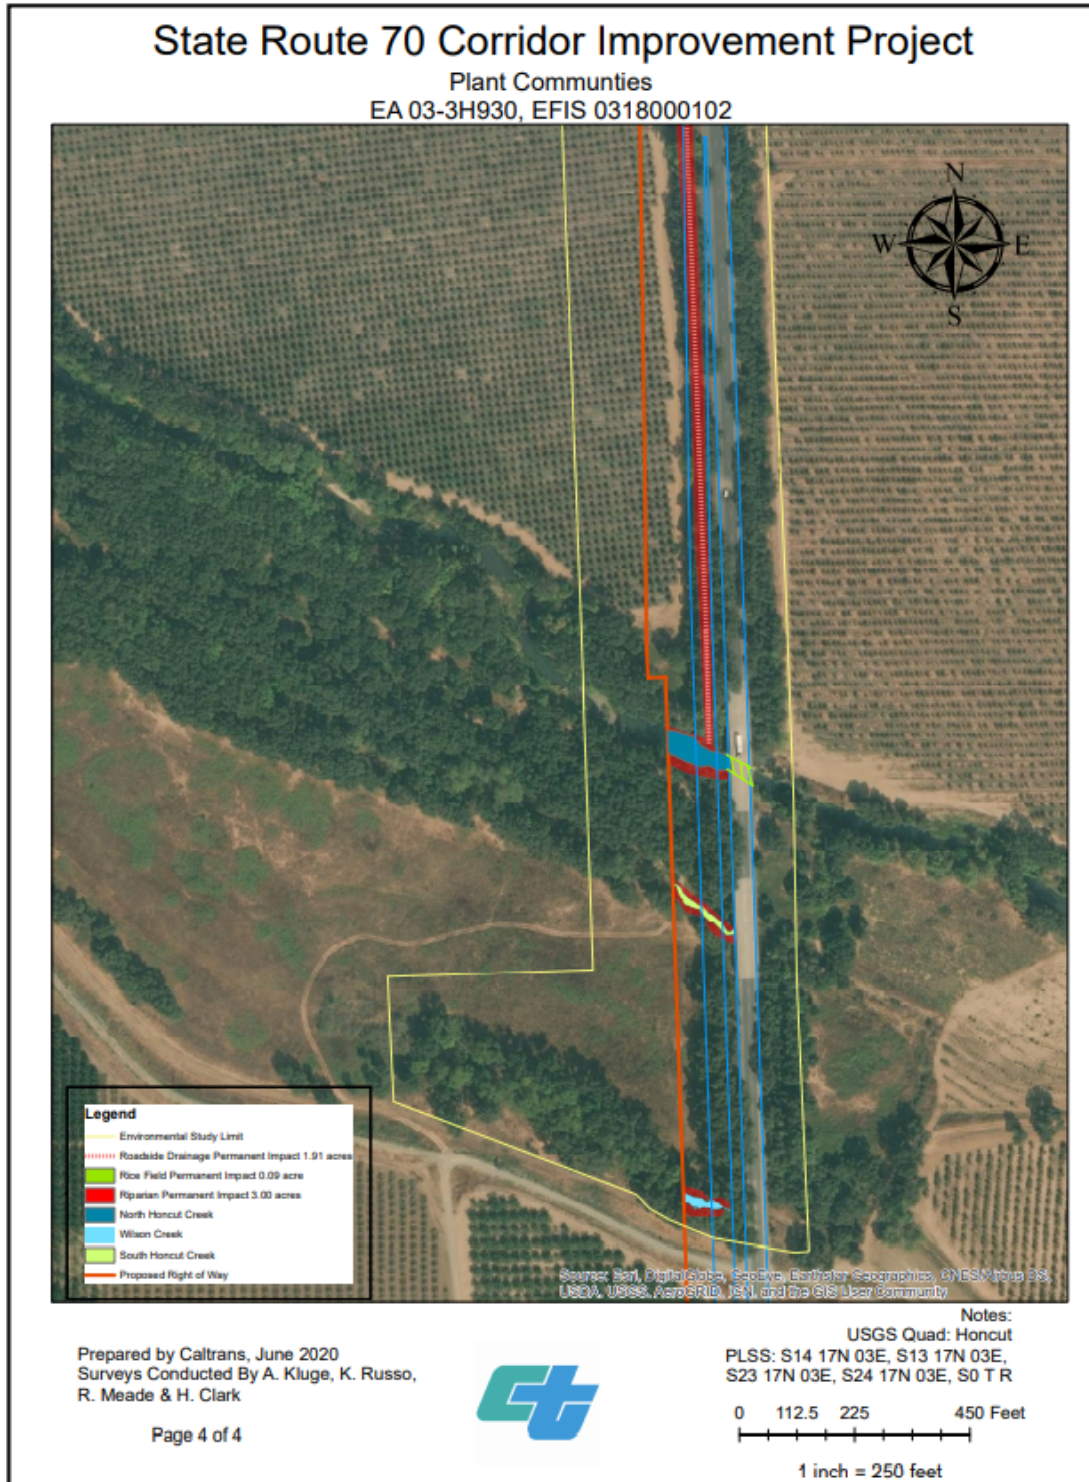 State Route 70 Corridor Improvement Project
Plant Communties
EA 03-3H930, EFIS 0318000102
N
W E
S
Legend
Environmental Study Limit
Roadside Drainage Permanent Impact 1.91 acres
Rice Field Permanent Impact 0.09 acre
Riparian Permanent Impact 3.00 acres
North Honcut Creek
Wilson Creek
South Honcut Creek
Proposed Right of Way
Source: Esri, DigitalGlobe, GeoEye, Earthstar Geographics, CNES/Airbus DS,
USDA, USGS, AeroGRID, IGN, and the GIS User Community
Prepared by Caltrans, June 2020
Surveys Conducted By A. Kluge, K. Russo,
R. Meade & H. Clark
Page 4 of 4
ct
Notes:
USGS Quad: Honcut
PLSS: S14 17N 03E, S13 17N 03E,
S23 17N 03E, S24 17N 03E, S0 T R
0 112.5 225 450 Feet
1 inch = 250 feet